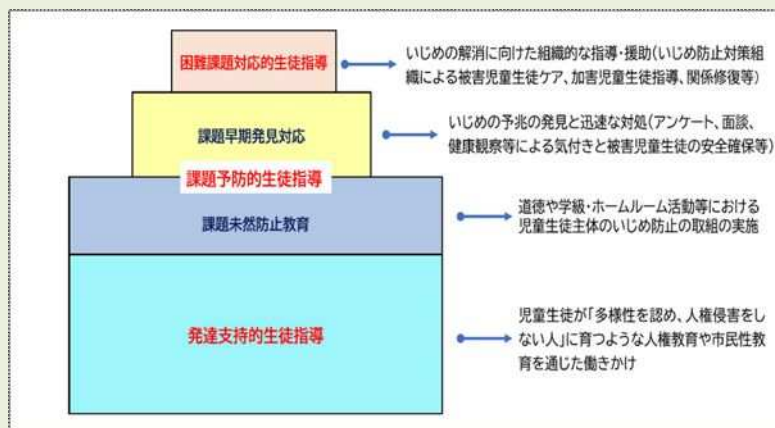 困難課題対応的生徒指導
いじめの解消に向けた組織的な指導・援助(いじめ防止対策組
織による被害児童生徒ケア、加害児童生徒指導、関係修復等)
課題早期発見対応
いじめの予兆の発見と迅速な対処(アンケート、面談、
健康観察等による気付きと被害児童生徒の安全確保等)
課題予防的生徒指導
課題未然防止教育
道徳や学級・ホームルーム活動等における
児童生徒主体のいじめ防止の取組の実施
発達支持的生徒指導
児童生徒が「多様性を認め、人権侵害をし
ない人」に育つような人権教育や市民性教
育を通じた働きかけ